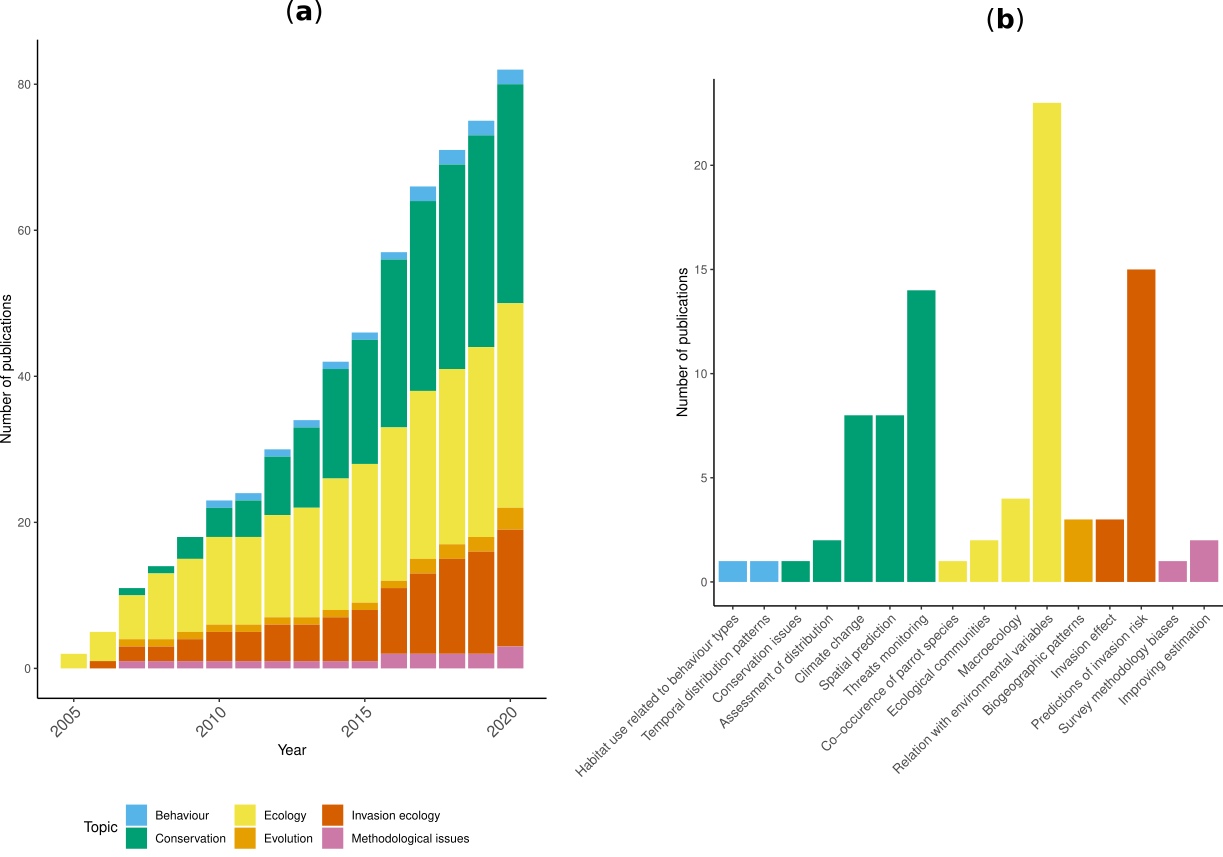 (a)
Number of publications
80
60
40
20
0
2005
2010
2015
2020
Year
Topic
Behaviour
Ecology
Invasion ecology
Conservation
Evolution
Methodological issues
(b)
Number of publications
20
15
10
5
0
Habitat use related to behaviour types
Temporal distribution patterns
Conservation issues
Assessment of distribution
Climate change
Spatial prediction
Threats monitoring
Co−occurence of parrot species
Ecological communities
Macroecology
Relation with environmental variables
Biogeographic patterns
Invasion effect
Predictions of invasion risk
Survey methodology biases
Improving estimation